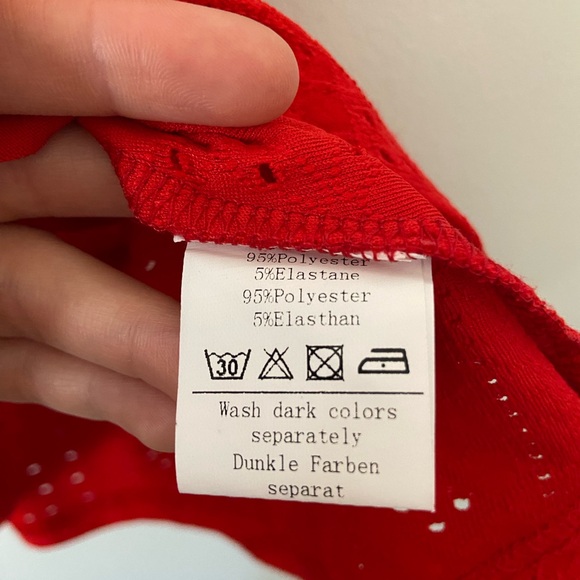 95%Polyester
5%Elastane
95%Polyester
5%Elasthan
30
Wash dark colors
separately
Dunkle Farben
separat